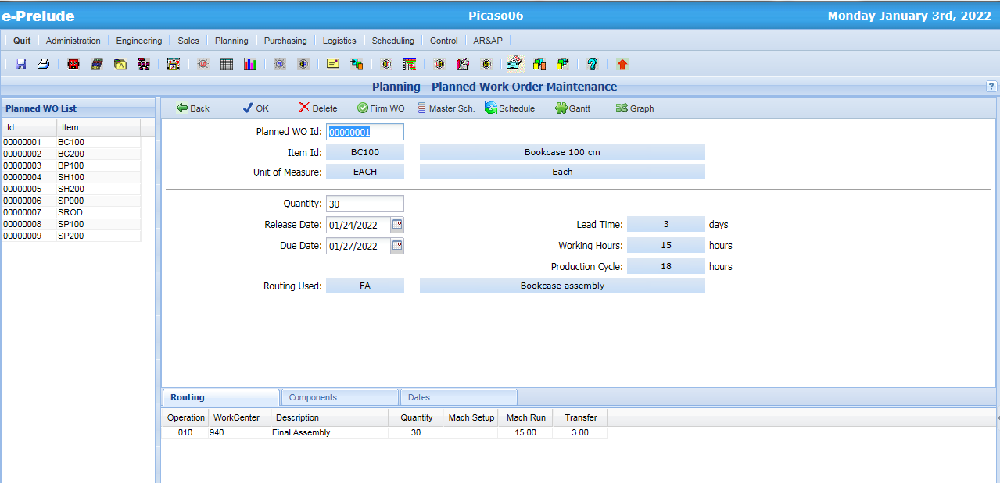 e-Prelude Picaso06 Monday January 3rd, 2022
Quit Administration Engineering Sales Planning Purchasing Logistics Scheduling Control AR&AP
Planning - Planned Work Order Maintenance ?
Planned WO List
Id Item
00000001 BC100
00000002 BC200
00000003 BP100
00000004 SH100
00000005 SH200
00000006 SP000
00000007 SROD
00000008 SP100
00000009 SP200
Back OK Delete Firm WO Master Sch. Schedule Gantt Graph
Planned WO Id: 00000001
Item Id: BC100 Bookcase 100 cm
Unit of Measure: EACH Each
Quantity: 30
Release Date: 01/24/2022 Lead Time: 3 days
Due Date: 01/27/2022 Working Hours: 15 hours
Production Cycle: 18 hours
Routing Used: FA Bookcase assembly
Routing Components Dates
Operation WorkCenter Description Quantity Mach Setup Mach Run Transfer
010 940 Final Assembly 30 15.00 3.00